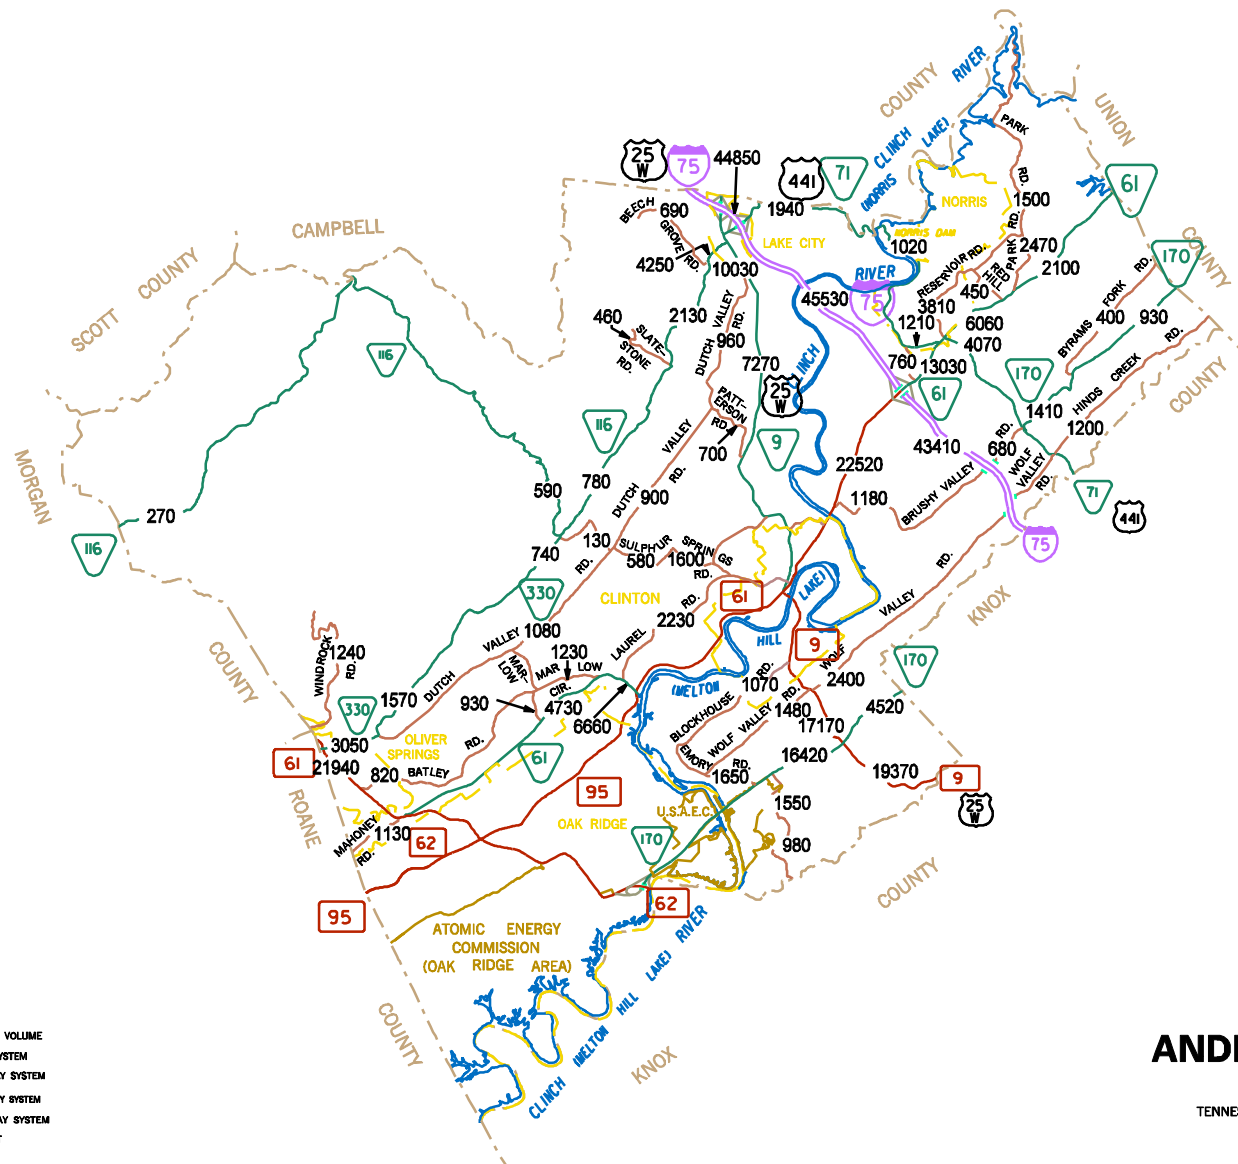 RIVER
COUNTY
UNION
CLINCH
LAKE)
PARK
25
W
75
44850
441
71
(NORRIS
RD.
61
BEECH
690
1940
NORRIS
1500
GROVE
RD.
LAKE CITY
NORRIS DAM
RD.
CAMPBELL
4250
10030
1020
PARK
2470
COUNTY
170
COUNTY
RIVER
RESERVOIR RD.
RED
HILL
2100
RD.
SCOTT
45530
75
450
FORK
VALLEY
3810
400
930
460
SLATE-
STONE
RD.
2130
RD.
960
DUTCH
1210
6060
4070
BYRAMS
RD.
116
7270
CLINCH
760
13030
CREEK
PATT-
ERSON
RD.
25
W
61
170
HINDS
COUNTY
116
VALLEY
700
9
43410
1410
1200
RD.
680
MORGAN
590
780
RD.
DUTCH
900
22520
WOLF
VALLEY
RD.
1180
BRUSHY VALLEY
71
441
270
116
740
130
SULPHUR
580
SPRINGS
1600
RD.
75
RD.
RD.
330
CLINTON
61
LAKE)
KNOX
RD.
VALLEY
1080
LAUREL
2230
HILL
9
VALLEY
COUNTY
WINDROCK
RD.
1240
1230
MAR-
LOW
MAR
LOW
CIR.
(MELTON
RD.
1070
WOLF
2400
170
DUTCH
1570
930
4730
6660
BLOCKHOUSE
VALLEY RD.
1480
17170
4520
330
3050
OLIVER
SPRINGS
RD.
WOLF
EMORY
RD.
16420
61
21940
820
BATLEY
61
1650
19370
9
25
W
95
1550
ROANE
U.S.A.E.C.
MAHONEY
RD.
1130
62
OAK RIDGE
170
980
95
62
COUNTY
ATOMIC ENERGY
COMMISSION
(OAK RIDGE AREA)
RIVER
LAKE)
HILL
(MELTON
CLINCH
COUNTY
KNOX
VOLUME
YSTEM
Y SYSTEM
Y SYSTEM
AY SYSTEM
AND
TENNE